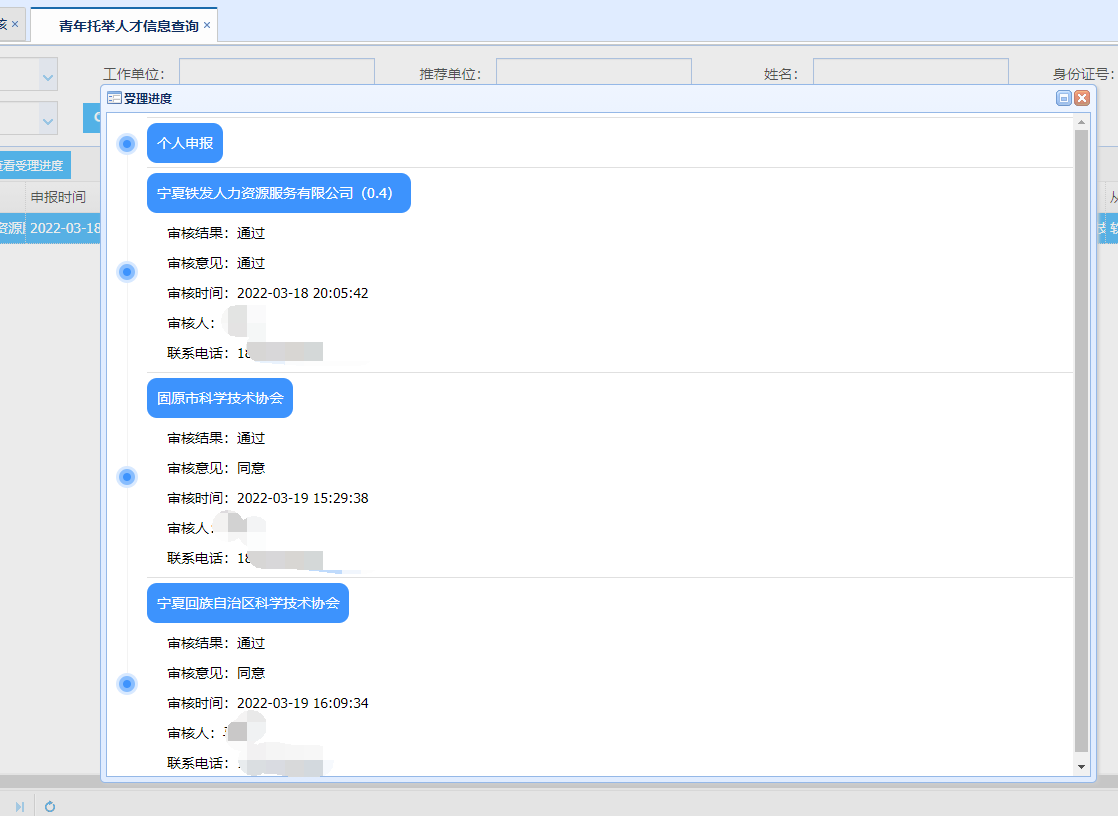 核
青年托举人才信息查询
工作单位：
推荐单位：
姓名：
身份证号：
受理进度
查看受理进度
申报时间
从
资源服 2022-03-18
技 软
个人申报
宁夏铁发人力资源服务有限公司（0.4）
审核结果：通过
审核意见：通过
审核时间：2022-03-18 20:05:42
审核人：
联系电话：18
固原市科学技术协会
审核结果：通过
审核意见：同意
审核时间：2022-03-19 15:29:38
审核人：
联系电话：18
宁夏回族自治区科学技术协会
审核结果：通过
审核意见：同意
审核时间：2022-03-19 16:09:34
审核人：
联系电话：